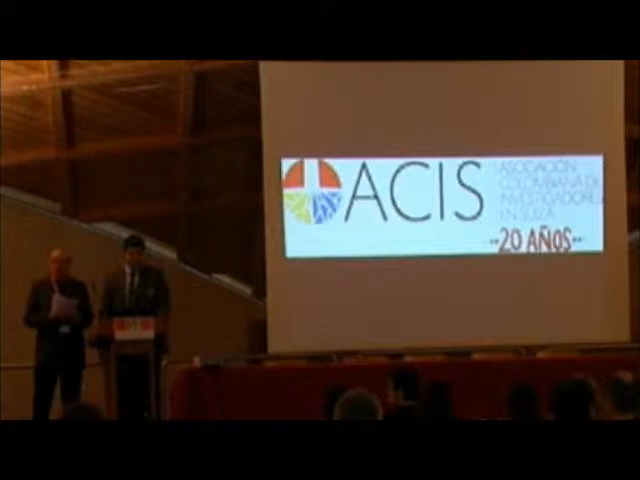 ACIS
ASOCIACIÓN
COLOMBIANA DE
INVESTIGADORES
EN SUIZA
20 AÑOS